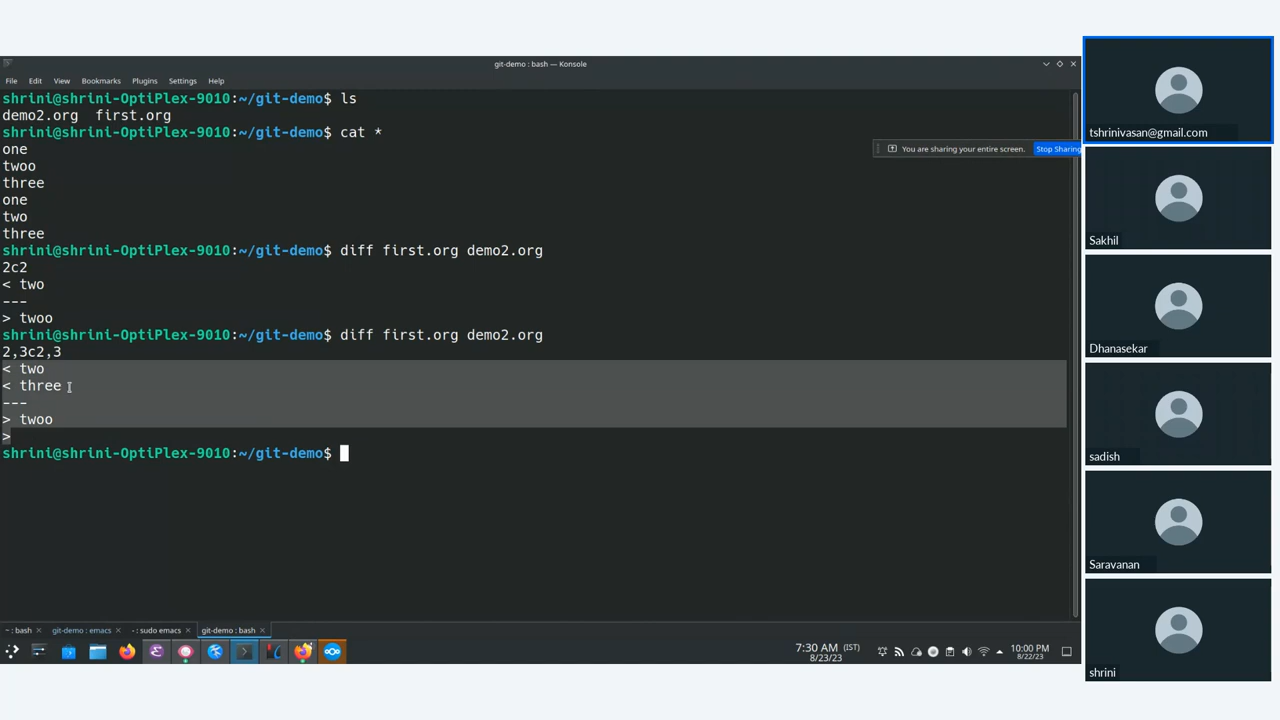 git-demo : bash — Konsole
File Edit View Bookmarks Plugins Settings Help
shrini@shrini-OptiPlex-9010:~/git-demo$ ls
demo2.org  first.org
shrini@shrini-OptiPlex-9010:~/git-demo$ cat *
one
twoo
three
one
two
three
shrini@shrini-OptiPlex-9010:~/git-demo$ diff first.org demo2.org
2c2
< two
---
> twoo
shrini@shrini-OptiPlex-9010:~/git-demo$ diff first.org demo2.org
2,3c2,3
< two
< three
---
> twoo
>
shrini@shrini-OptiPlex-9010:~/git-demo$
You are sharing your entire screen. Stop Sharing
~ : bash
git-demo : emacs
- : sudo emacs
git-demo : bash
7:30 AM (IST)
8/23/23
10:00 PM
8/22/23
tshrinivasan@gmail.com
Sakhil
Dhanasekar
sadish
Saravanan
shrini